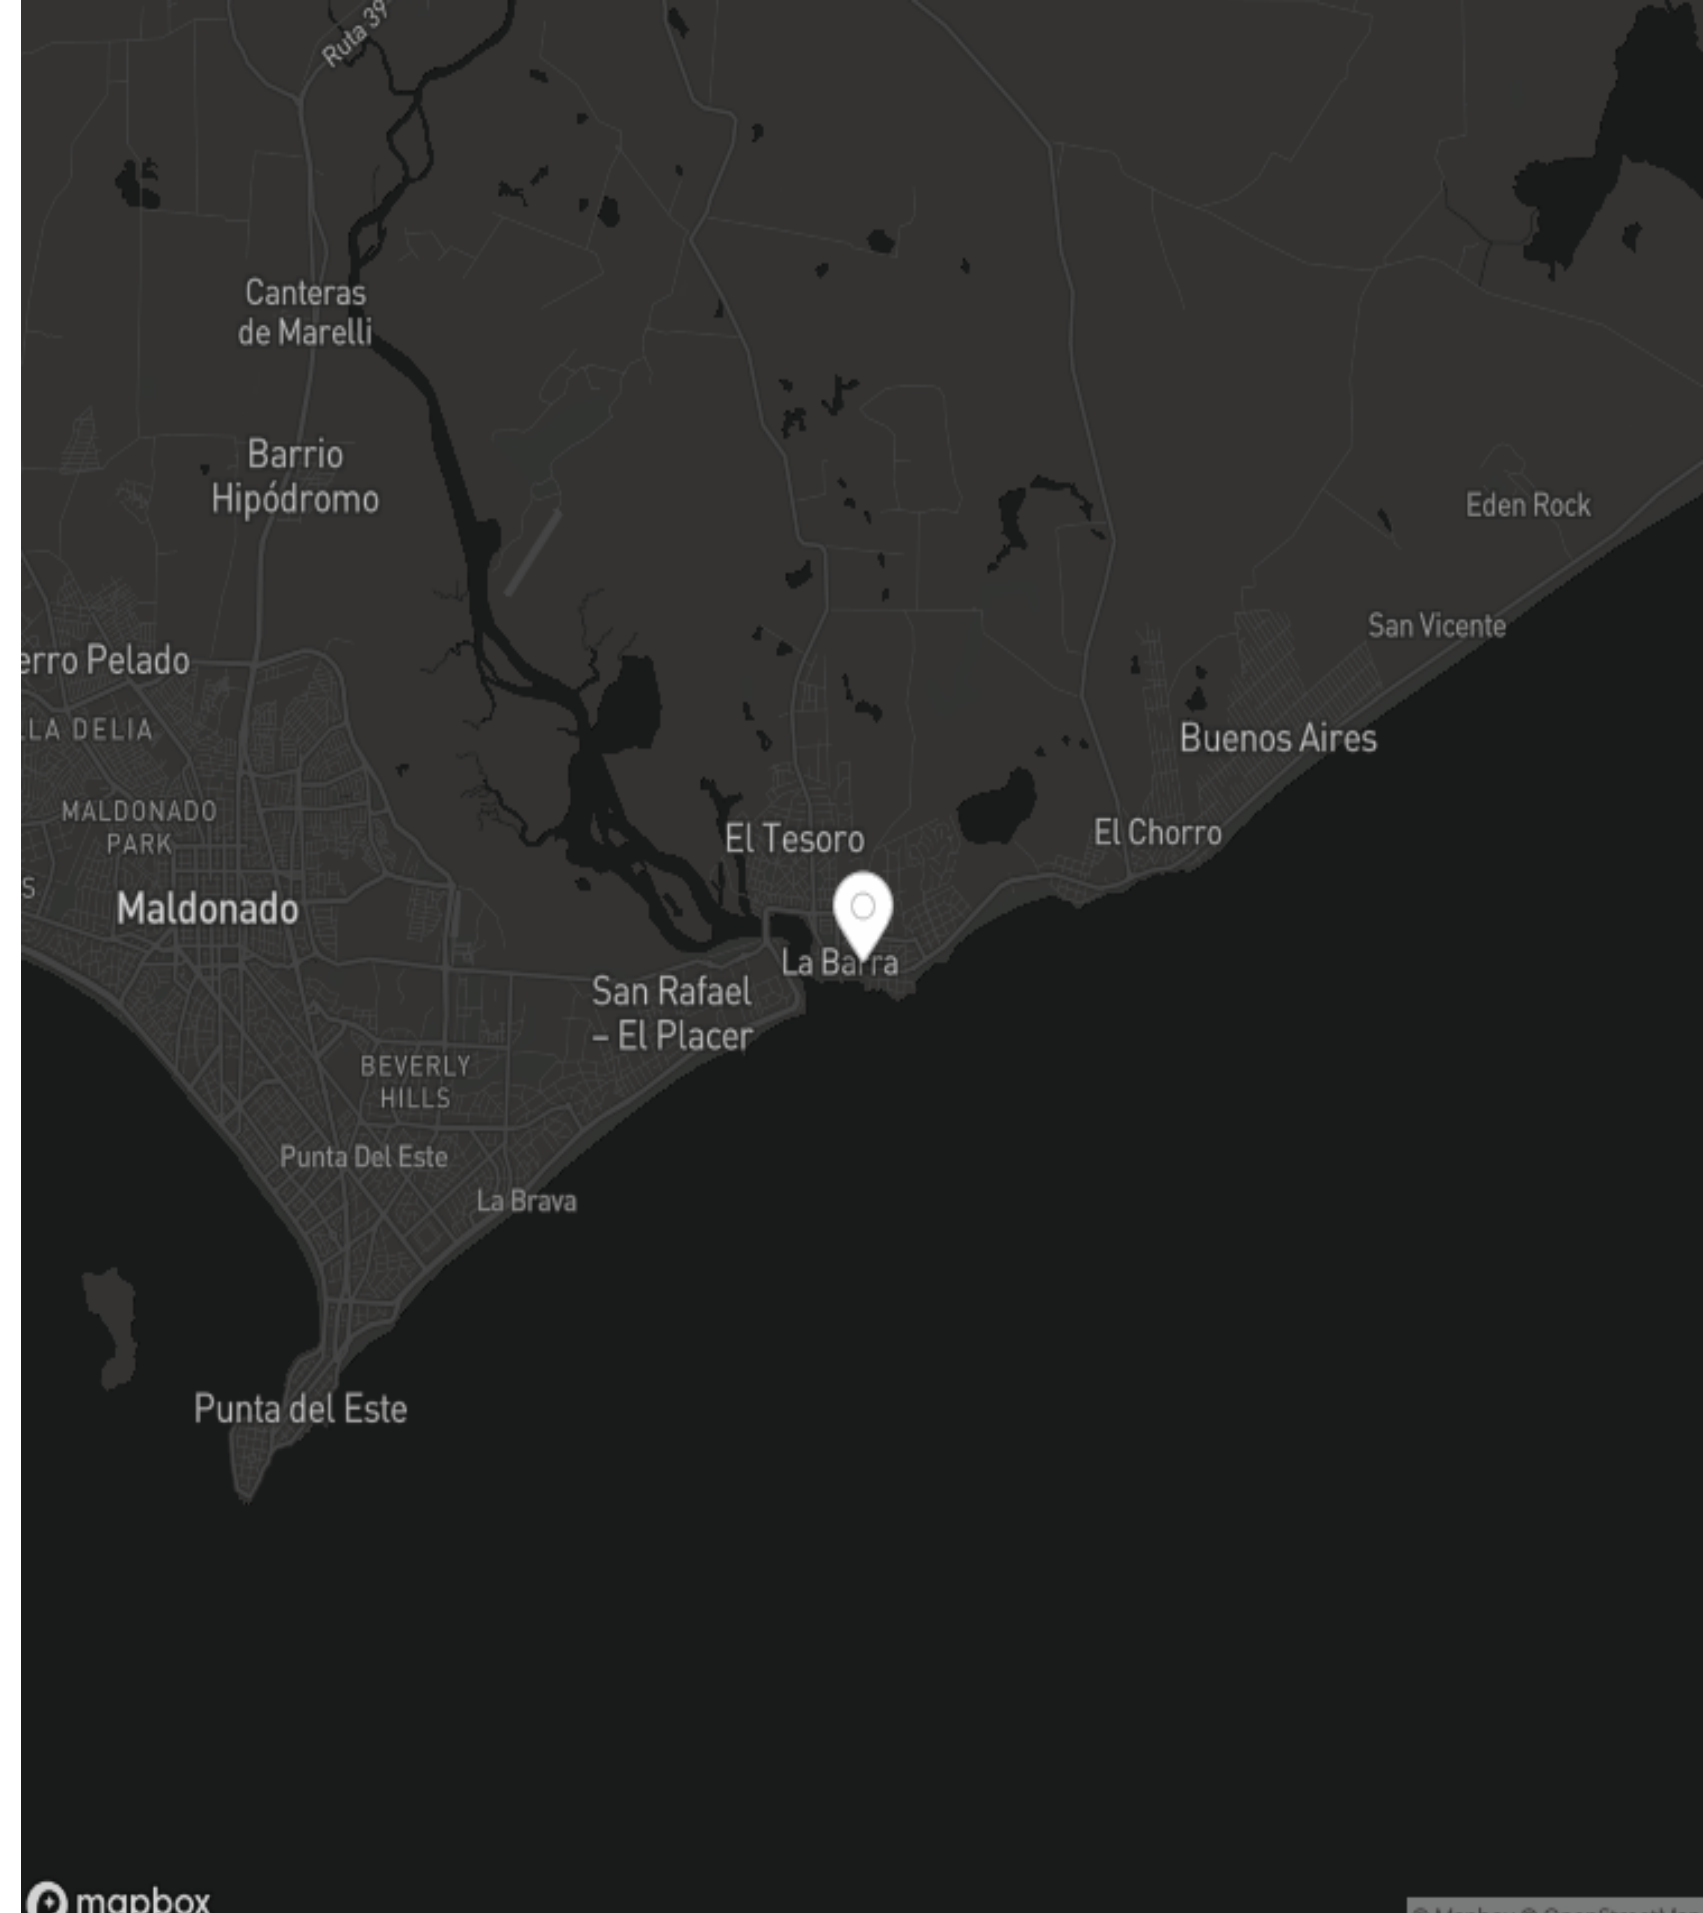 Ruta 39
Canteras
de Marelli
Barrio
Hipódromo
Eden Rock
San Vicente
erro Pelado
LA DELIA
Buenos Aires
MALDONADO
PARK
El Tesoro
El Chorro
S
Maldonado
La Barra
San Rafael
– El Placer
BEVERLY
HILLS
Punta Del Este
La Brava
Punta del Este
mapbox
© Mapbox © OpenStreetMap